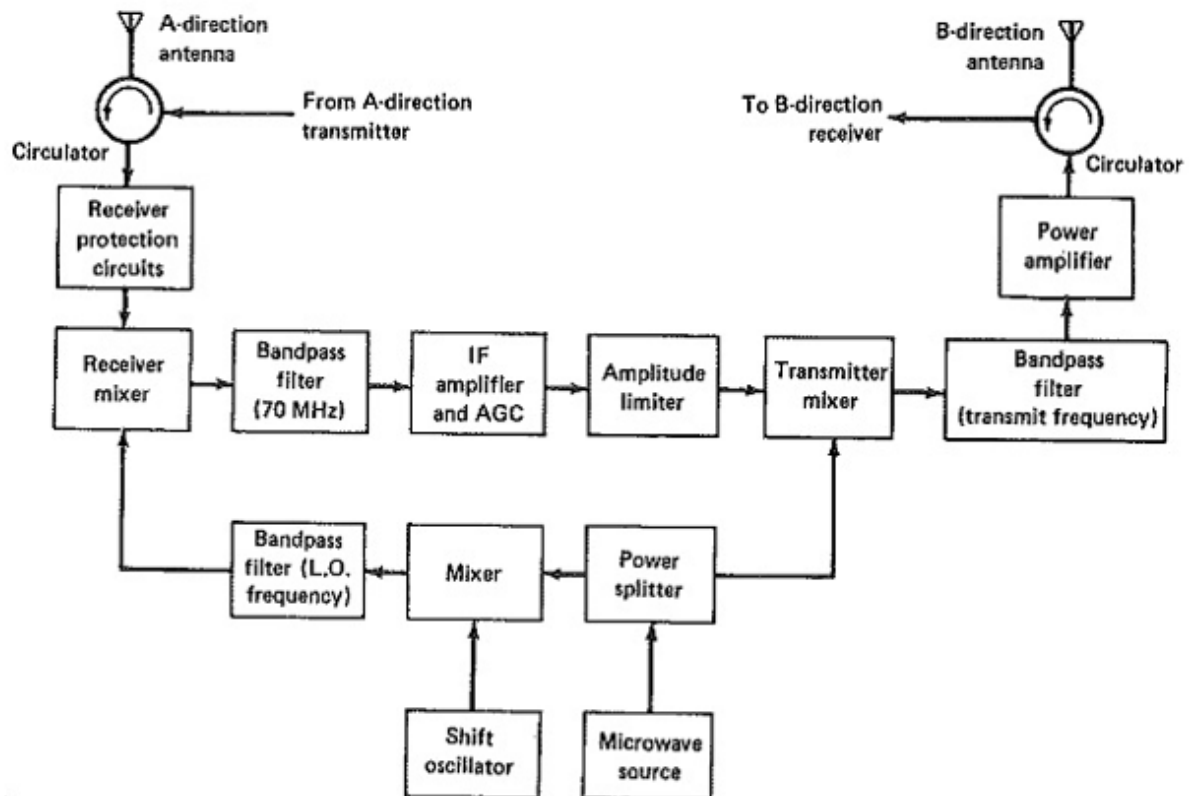 A-direction
antenna
From A-direction
transmitter
Circulator
B-direction
antenna
To B-direction
receiver
Circulator
Receiver
protection
circuits
Power
amplifier
Receiver
mixer
Bandpass
filter
(70 MHz)
IF
amplifier
and AGC
Amplitude
limiter
Transmitter
mixer
Bandpass
filter
(transmit frequency)
Bandpass
filter (L.O.
frequency)
Mixer
Power
splitter
Shift
oscillator
Microwave
source